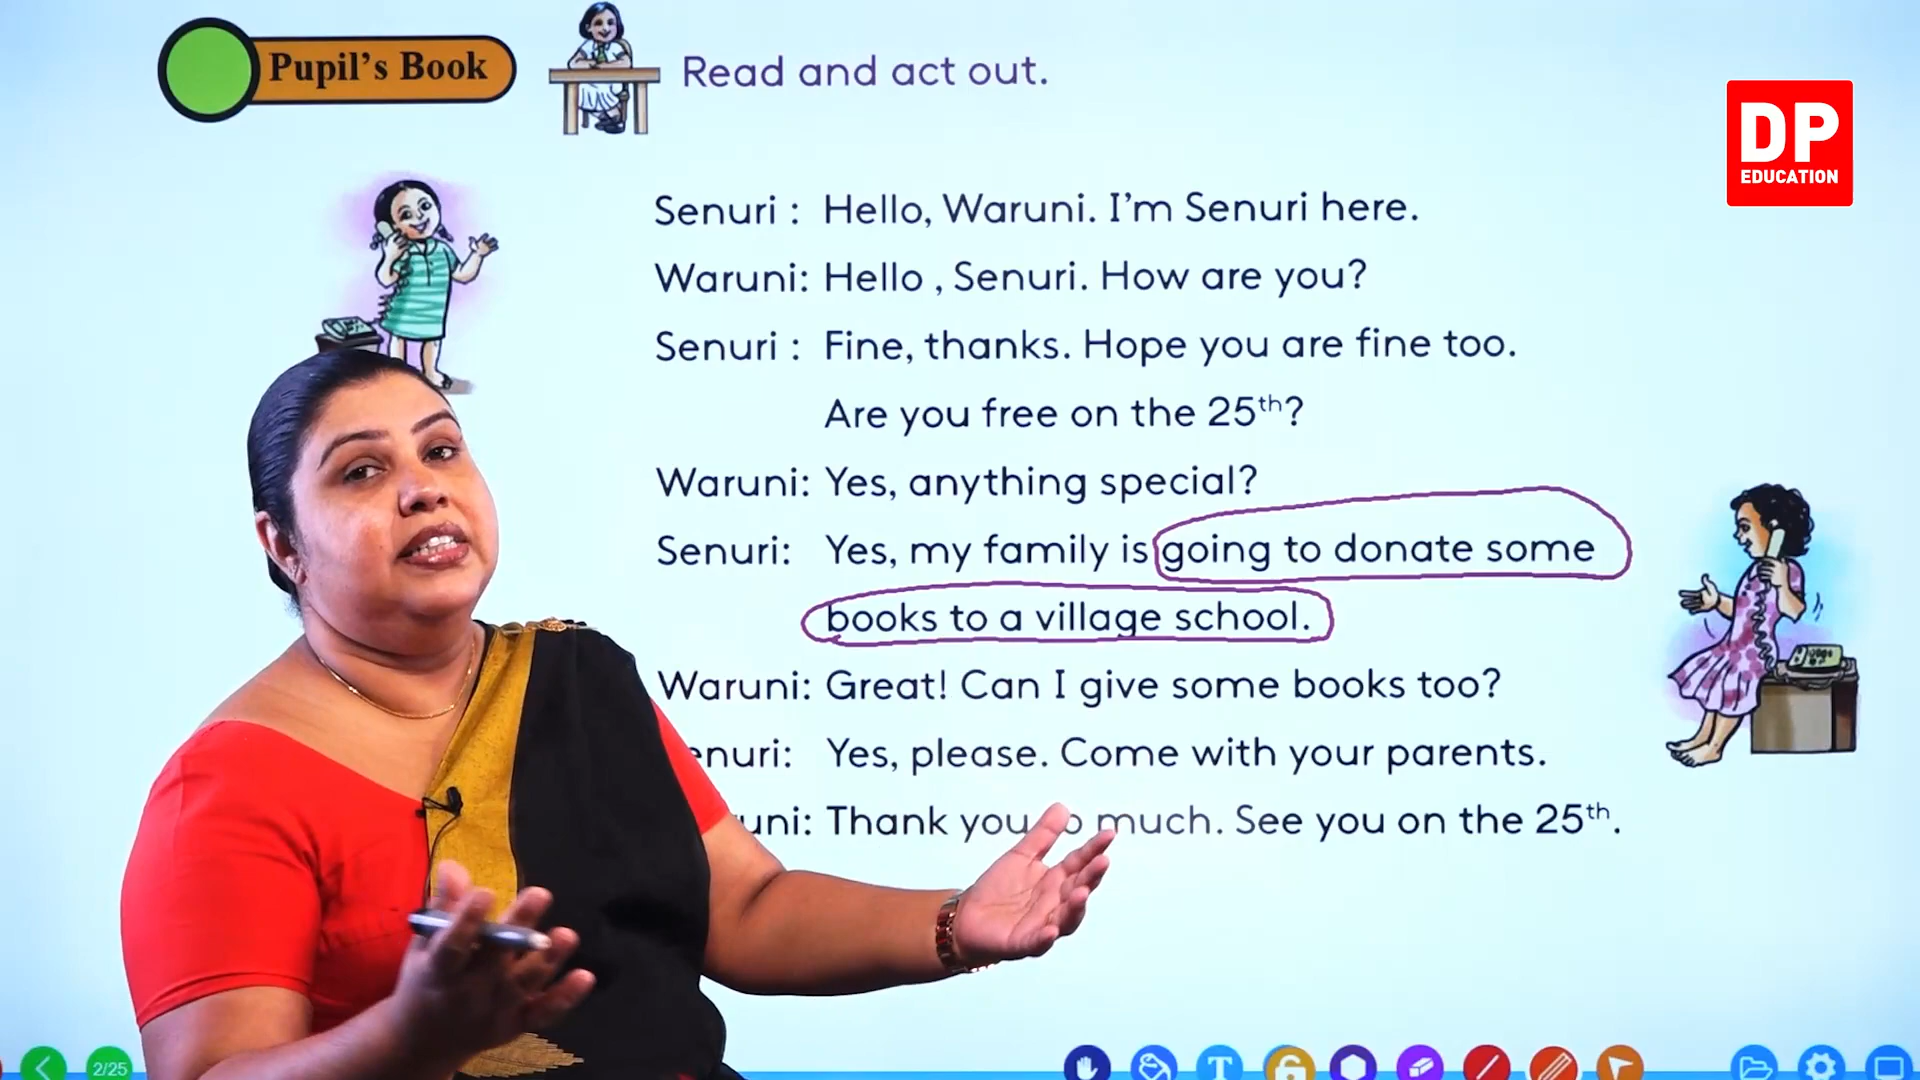 Pupil's Book
Read and act out.
DP
EDUCATION
Senuri : Hello, Waruni. I'm Senuri here.
Waruni: Hello , Senuri. How are you?
Senuri : Fine, thanks. Hope you are fine too.
Are you free on the 25th?
Waruni: Yes, anything special?
Senuri: Yes, my family is going to donate some
books to a village school.
Waruni: Great! Can I give some books too?
enuri: Yes, please. Come with your parents.
uni: Thank you much. See you on the 25th.
2/25